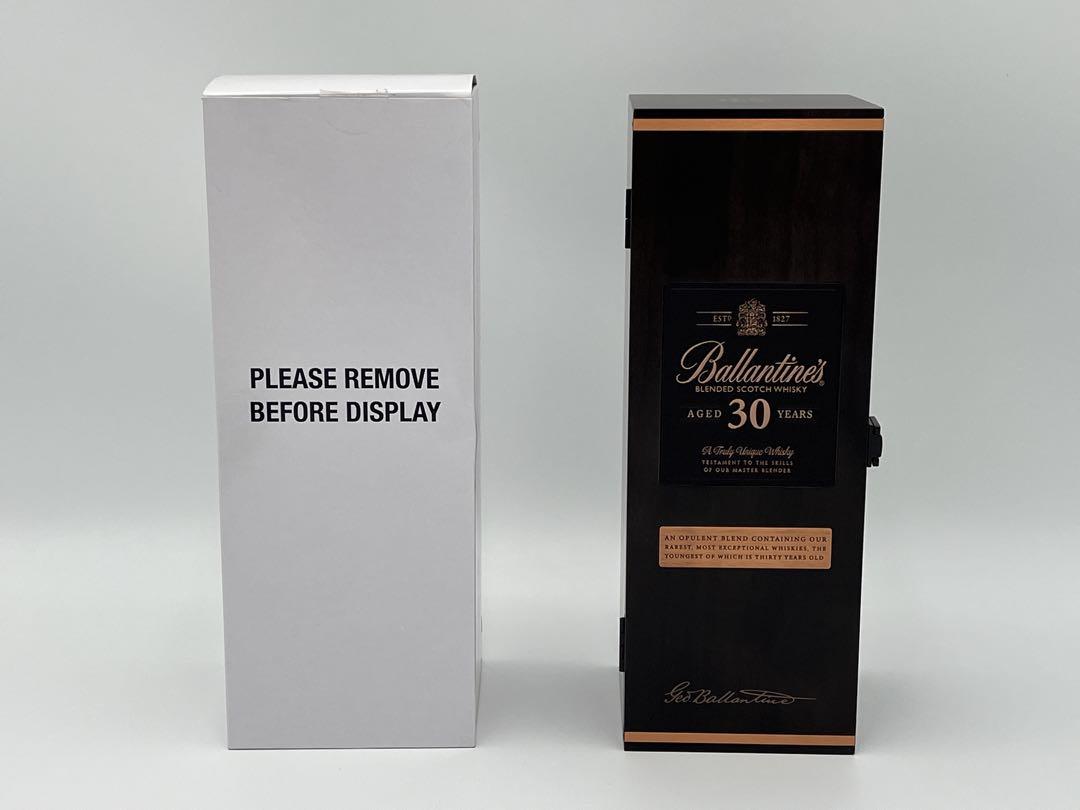 PLEASE REMOVE
BEFORE DISPLAY
ESTD 1827
Ballantine's
BLENDED SCOTCH WHISKY
AGED 30 YEARS
A Truly Unique Whisky
TESTAMENT TO THE SKILLS
OF OUR MASTER BLENDER
AN OPULENT BLEND CONTAINING OUR
RAREST, MOST EXCEPTIONAL WHISKIES, THE
YOUNGEST OF WHICH IS THIRTY YEARS OLD
Geo Ballantine